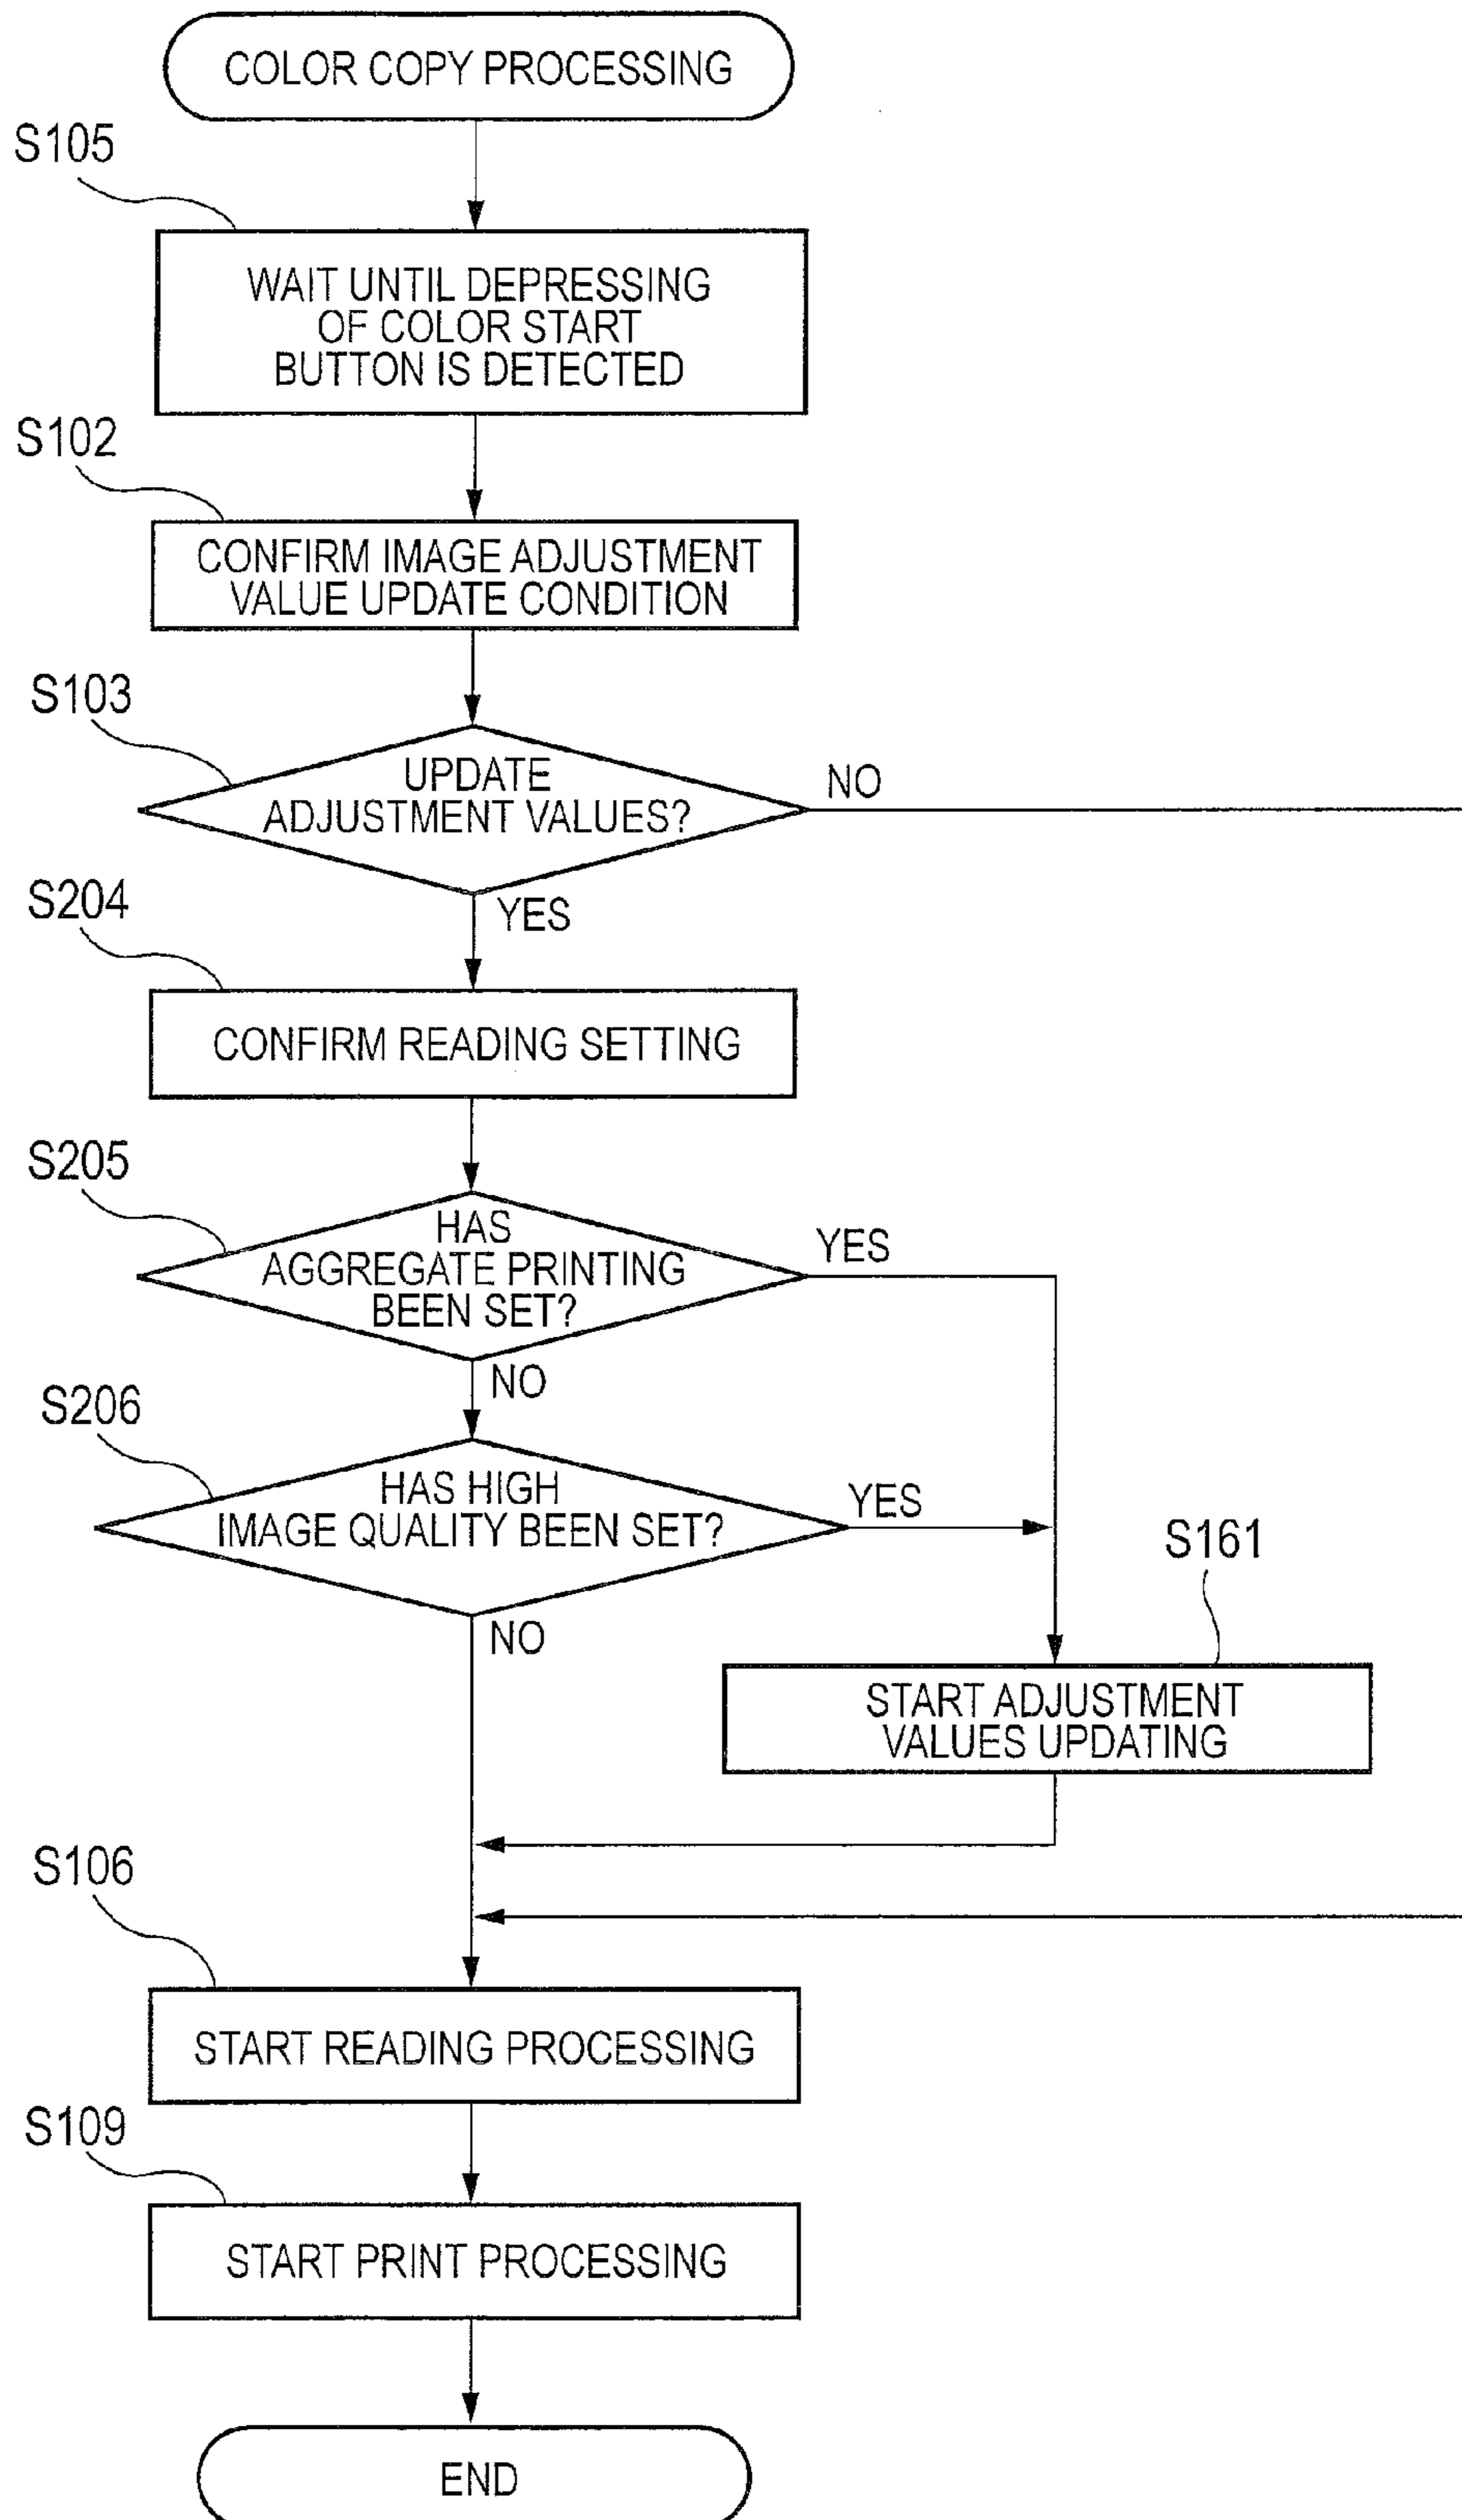 COLOR COPY PROCESSING
S105
WAIT UNTIL DEPRESSING
OF COLOR START
BUTTON IS DETECTED
S102
CONFIRM IMAGE ADJUSTMENT
VALUE UPDATE CONDITION
S103
UPDATE
ADJUSTMENT VALUES?
NO
YES
S204
CONFIRM READING SETTING
S205
HAS
AGGREGATE PRINTING
BEEN SET?
YES
NO
S206
HAS HIGH
IMAGE QUALITY BEEN SET?
YES
NO
S161
START ADJUSTMENT
VALUES UPDATING
S106
START READING PROCESSING
S109
START PRINT PROCESSING
END